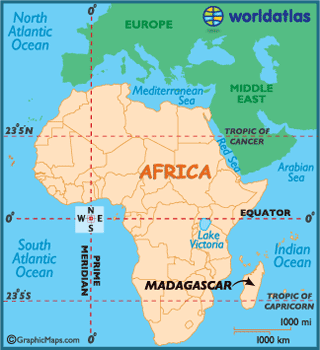 North
Atlantic
Ocean
0°
EUROPE
worldatlas
Mediterranean
Sea
MIDDLE
EAST
23°5'N
TROPIC OF
CANCER
Red Sea
AFRICA
Arabian
Sea
N
W E
S
0°
EQUATOR
0°
Lake
Victoria
South
Atlantic
Ocean
PRIME
MERIDIAN
Indian
Ocean
MADAGASCAR
23°5'S
TROPIC OF
CAPRICORN
1000 mi
1000 km
© GraphicMaps.com
0°